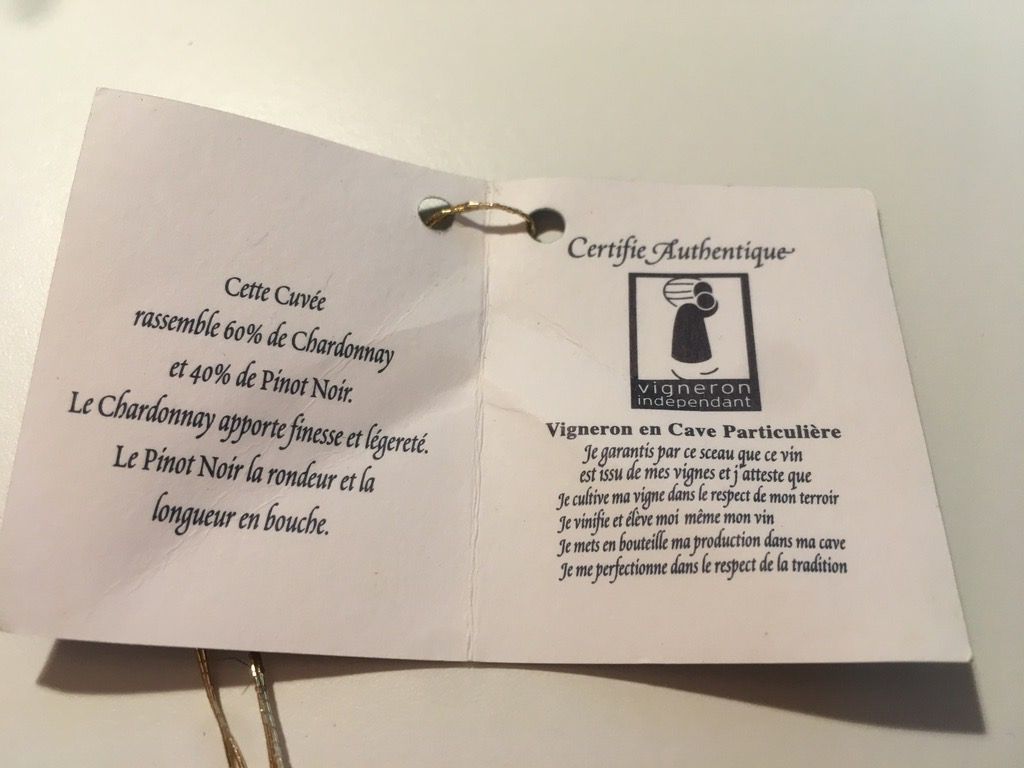 Cette Cuvée
rassemble 60% de Chardonnay
et 40% de Pinot Noir.
Le Chardonnay apporte finesse et légereté.
Le Pinot Noir la rondeur et la
longueur en bouche.
Certifie Authentique
vigneron
indépendant
Vigneron en Cave Particulière
Je garantis par ce sceau que ce vin
est issu de mes vignes et j'atteste que
Je cultive ma vigne dans le respect de mon terroir
Je vinifie et élève moi même mon vin
Je mets en bouteille ma production dans ma cave
Je me perfectionne dans le respect de la tradition